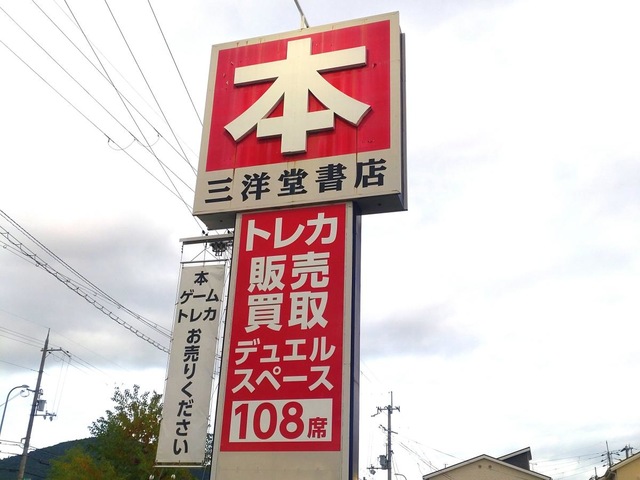 本
三洋堂書店
トレカ
販売
買取
デュエル
スペース
108席
本
ゲーム
トレカ
お売りください